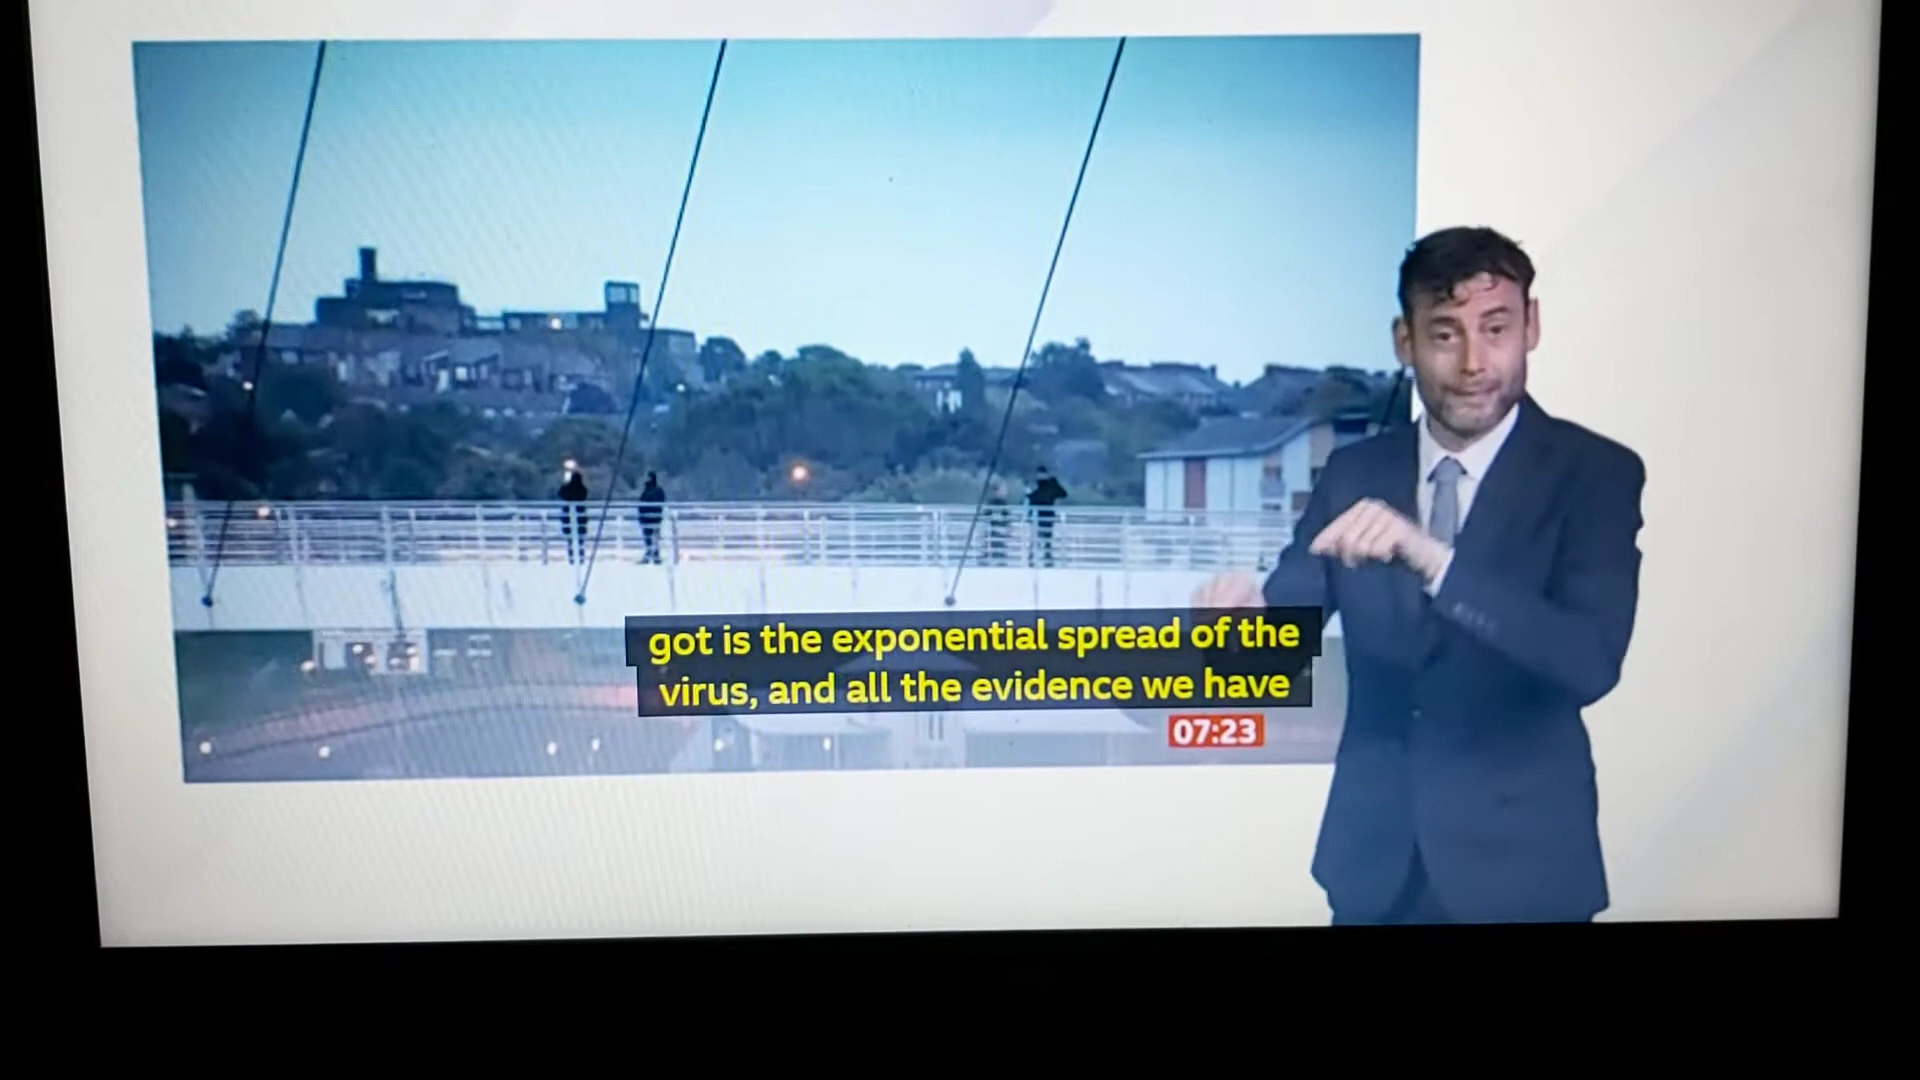 got is the exponential spread of the
virus, and all the evidence we have
07:23